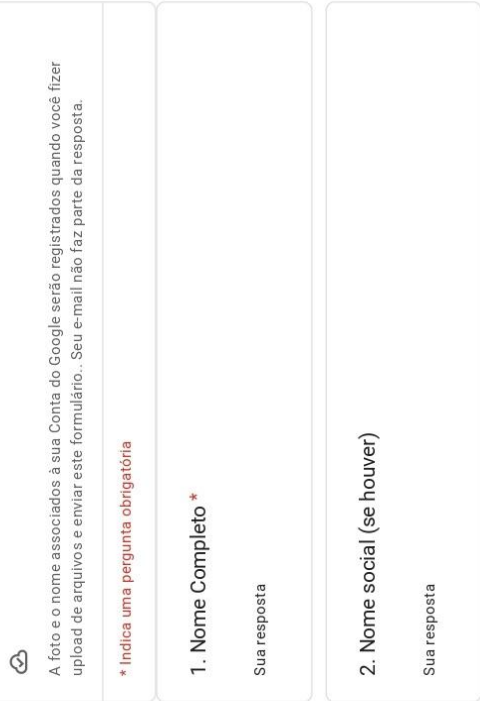 A foto e o nome associados à sua Conta do Google serão registrados quando você fizer
upload de arquivos e enviar este formulário.. Seu e-mail não faz parte da resposta.
* Indica uma pergunta obrigatória
1. Nome Completo *
Sua resposta
2. Nome social (se houver)
Sua resposta